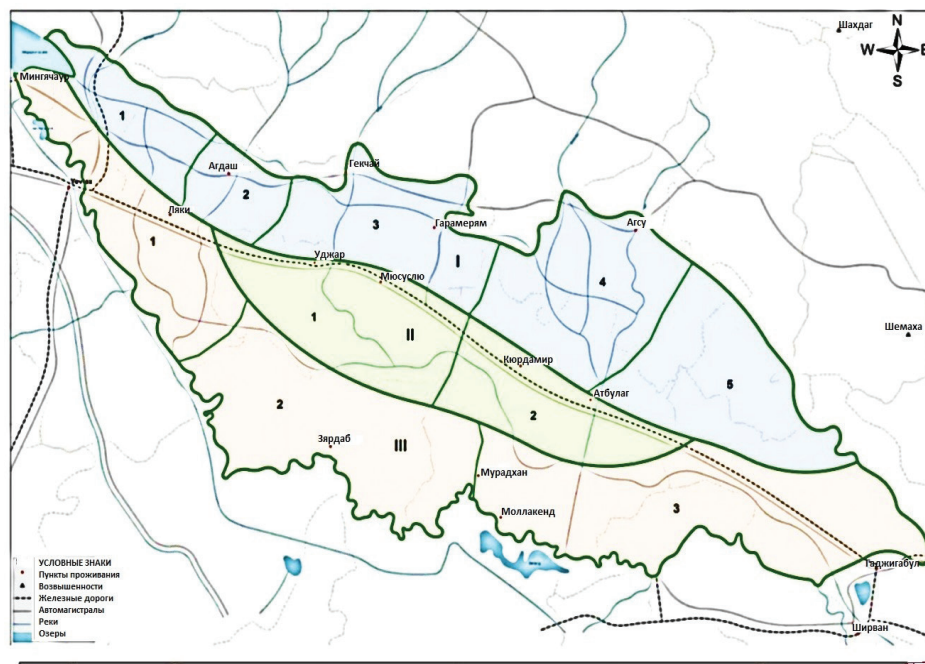 Шахдаг
N
W
E
S
Мингячаур
1
Агдаш
2
Гекчай
Ляки
3
Гарамерям
I
Агсу
4
1
Уджар
Мюсуслю
Шемаха
1
II
Кюрдамир
Атбулаг
5
2
2
Зярдаб
III
Мурадхан
Моллакенд
3
Гаджигабул
Ширван
УСЛОВНЫЕ ЗНАКИ
Пункты проживания
Возвышенности
Железные дороги
Автомагистралы
Реки
Озеры